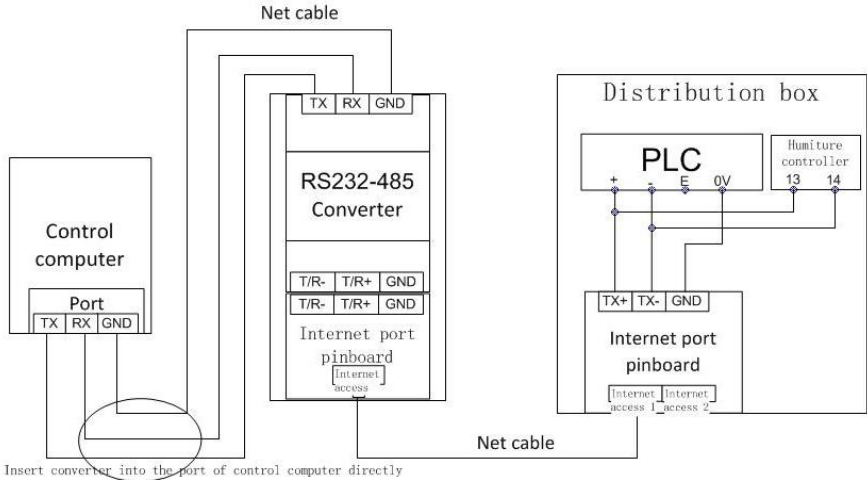 Net cable
TX RX GND
RS232-485
Converter
T/R- T/R+ GND
T/R- T/R+ GND
Internet port
pinboard
Internet
access
Control
computer
Port
TX RX GND
Insert converter into the port of control computer directly
Net cable
Distribution box
PLC
+ - E 0V
Humiture
controller
13 14
TX+ TX- GND
Internet port
pinboard
Internet Internet
access 1 access 2